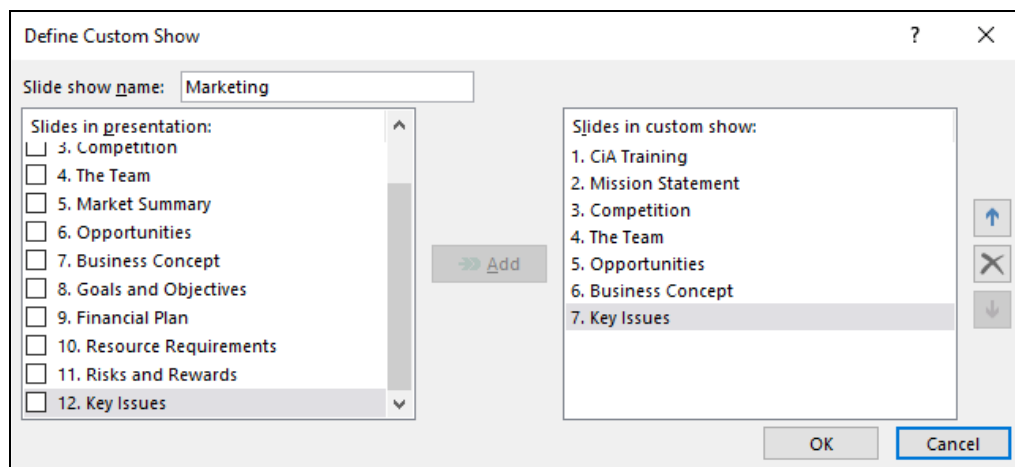 Define Custom Show
?
Slide show name: Marketing
Slides in presentation:
3. Competition
4. The Team
5. Market Summary
6. Opportunities
7. Business Concept
8. Goals and Objectives
9. Financial Plan
10. Resource Requirements
11. Risks and Rewards
12. Key Issues
Add
Slides in custom show:
1. CiA Training
2. Mission Statement
3. Competition
4. The Team
5. Opportunities
6. Business Concept
7. Key Issues
OK
Cancel